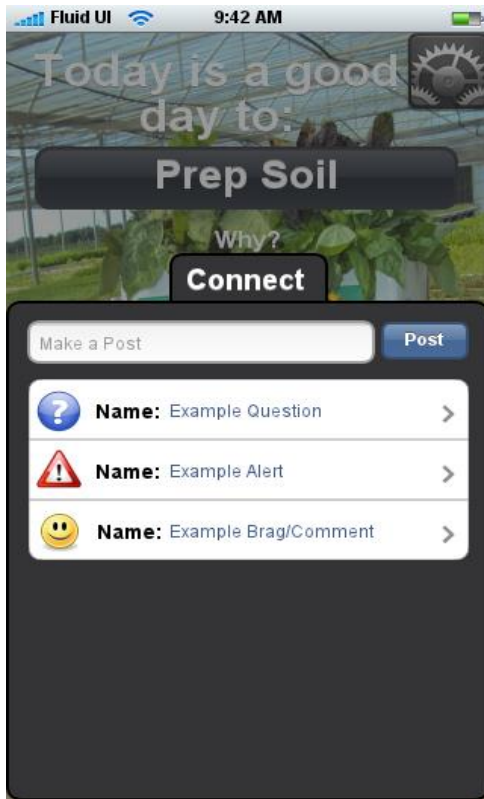 Fluid UI 9:42 AM
Today is a good
day to:
Prep Soil
Why?
Connect
Make a Post Post
Name: Example Question
Name: Example Alert
Name: Example Brag/Comment